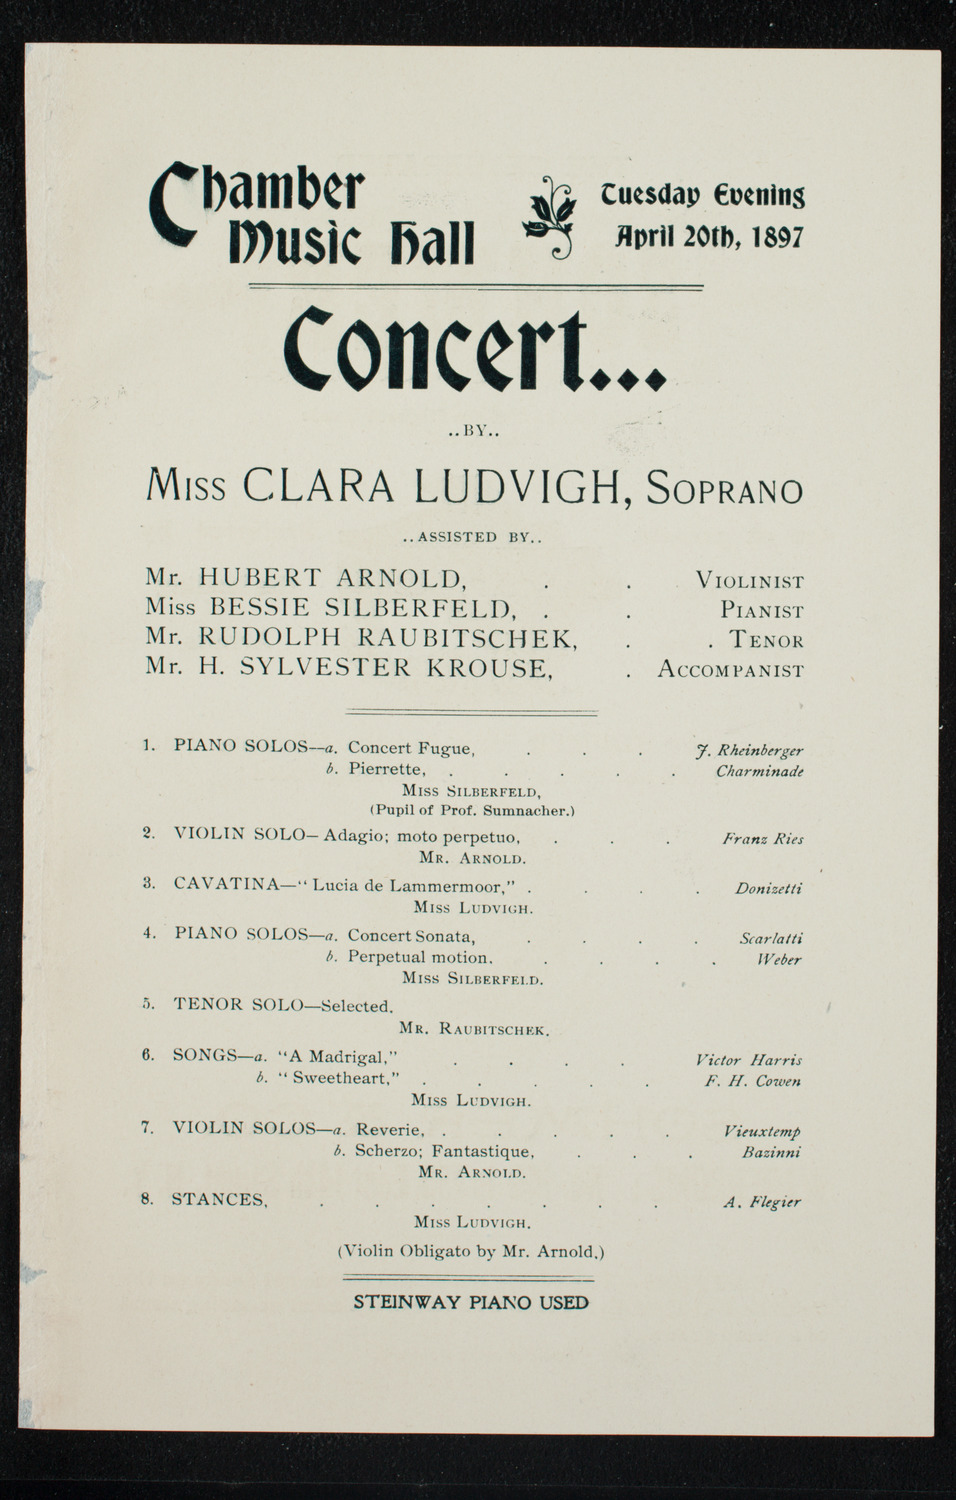 Chamber
Music Hall
Tuesday Evening
April 20th, 1897
Concert...
..BY..
Miss CLARA LUDVIGH, Soprano
..ASSISTED BY..
Mr. HUBERT ARNOLD, . . Violinist
Miss BESSIE SILBERFELD, . . Pianist
Mr. RUDOLPH RAUBITSCHEK, . . Tenor
Mr. H. SYLVESTER KROUSE, . Accompanist
1. PIANO SOLOS—a. Concert Fugue, . . . J. Rheinberger
b. Pierrette, . . . . . Charminade
Miss Silberfeld,
(Pupil of Prof. Sumnacher.)
2. VIOLIN SOLO—Adagio; moto perpetuo, . . . Franz Ries
Mr. Arnold.
3. CAVATINA—“Lucia de Lammermoor,” . . . . Donizetti
Miss Ludvigh.
4. PIANO SOLOS—a. Concert Sonata, . . . . Scarlatti
b. Perpetual motion. . . . . Weber
Miss Silberfeld.
5. TENOR SOLO—Selected.
Mr. Raubitschek.
6. SONGS—a. “A Madrigal,” . . . . Victor Harris
b. “Sweetheart,” . . . . . F. H. Cowen
Miss Ludvigh.
7. VIOLIN SOLOS—a. Reverie, . . . . . Vieuxtemp
b. Scherzo; Fantastique, . . . Bazinni
Mr. Arnold.
8. STANCES, . . . . . . . A. Flegier
Miss Ludvigh.
(Violin Obligato by Mr. Arnold.)
STEINWAY PIANO USED